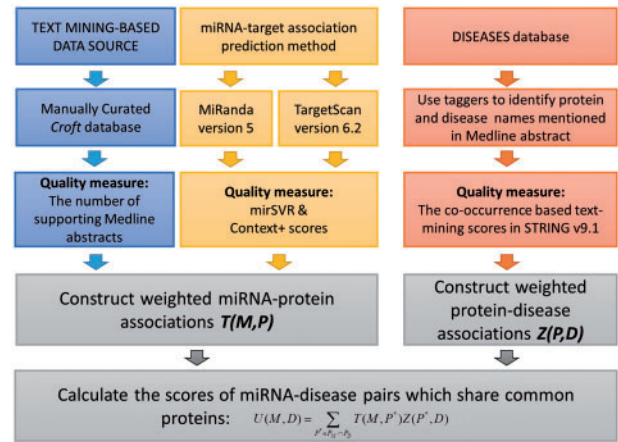 TEXT MINING-BASED
DATA SOURCE
miRNA-target association
prediction method
DISEASES database
Manually Curated
Croft database
MiRanda
version 5
TargetScan
version 6.2
Use taggers to identify protein
and disease names mentioned
in Medline abstract
Quality measure:
The number of
supporting Medline
abstracts
Quality measure:
mirSVR &
Context+ scores
Quality measure:
The co-occurrence based text-
mining scores in STRING v9.1
Construct weighted miRNA-protein
associations T(M,P)
Construct weighted
protein-disease
associations Z(P,D)
Calculate the scores of miRNA-disease pairs which share common
proteins: U(M,D) = ∑ T(M,P*)Z(P*,D)